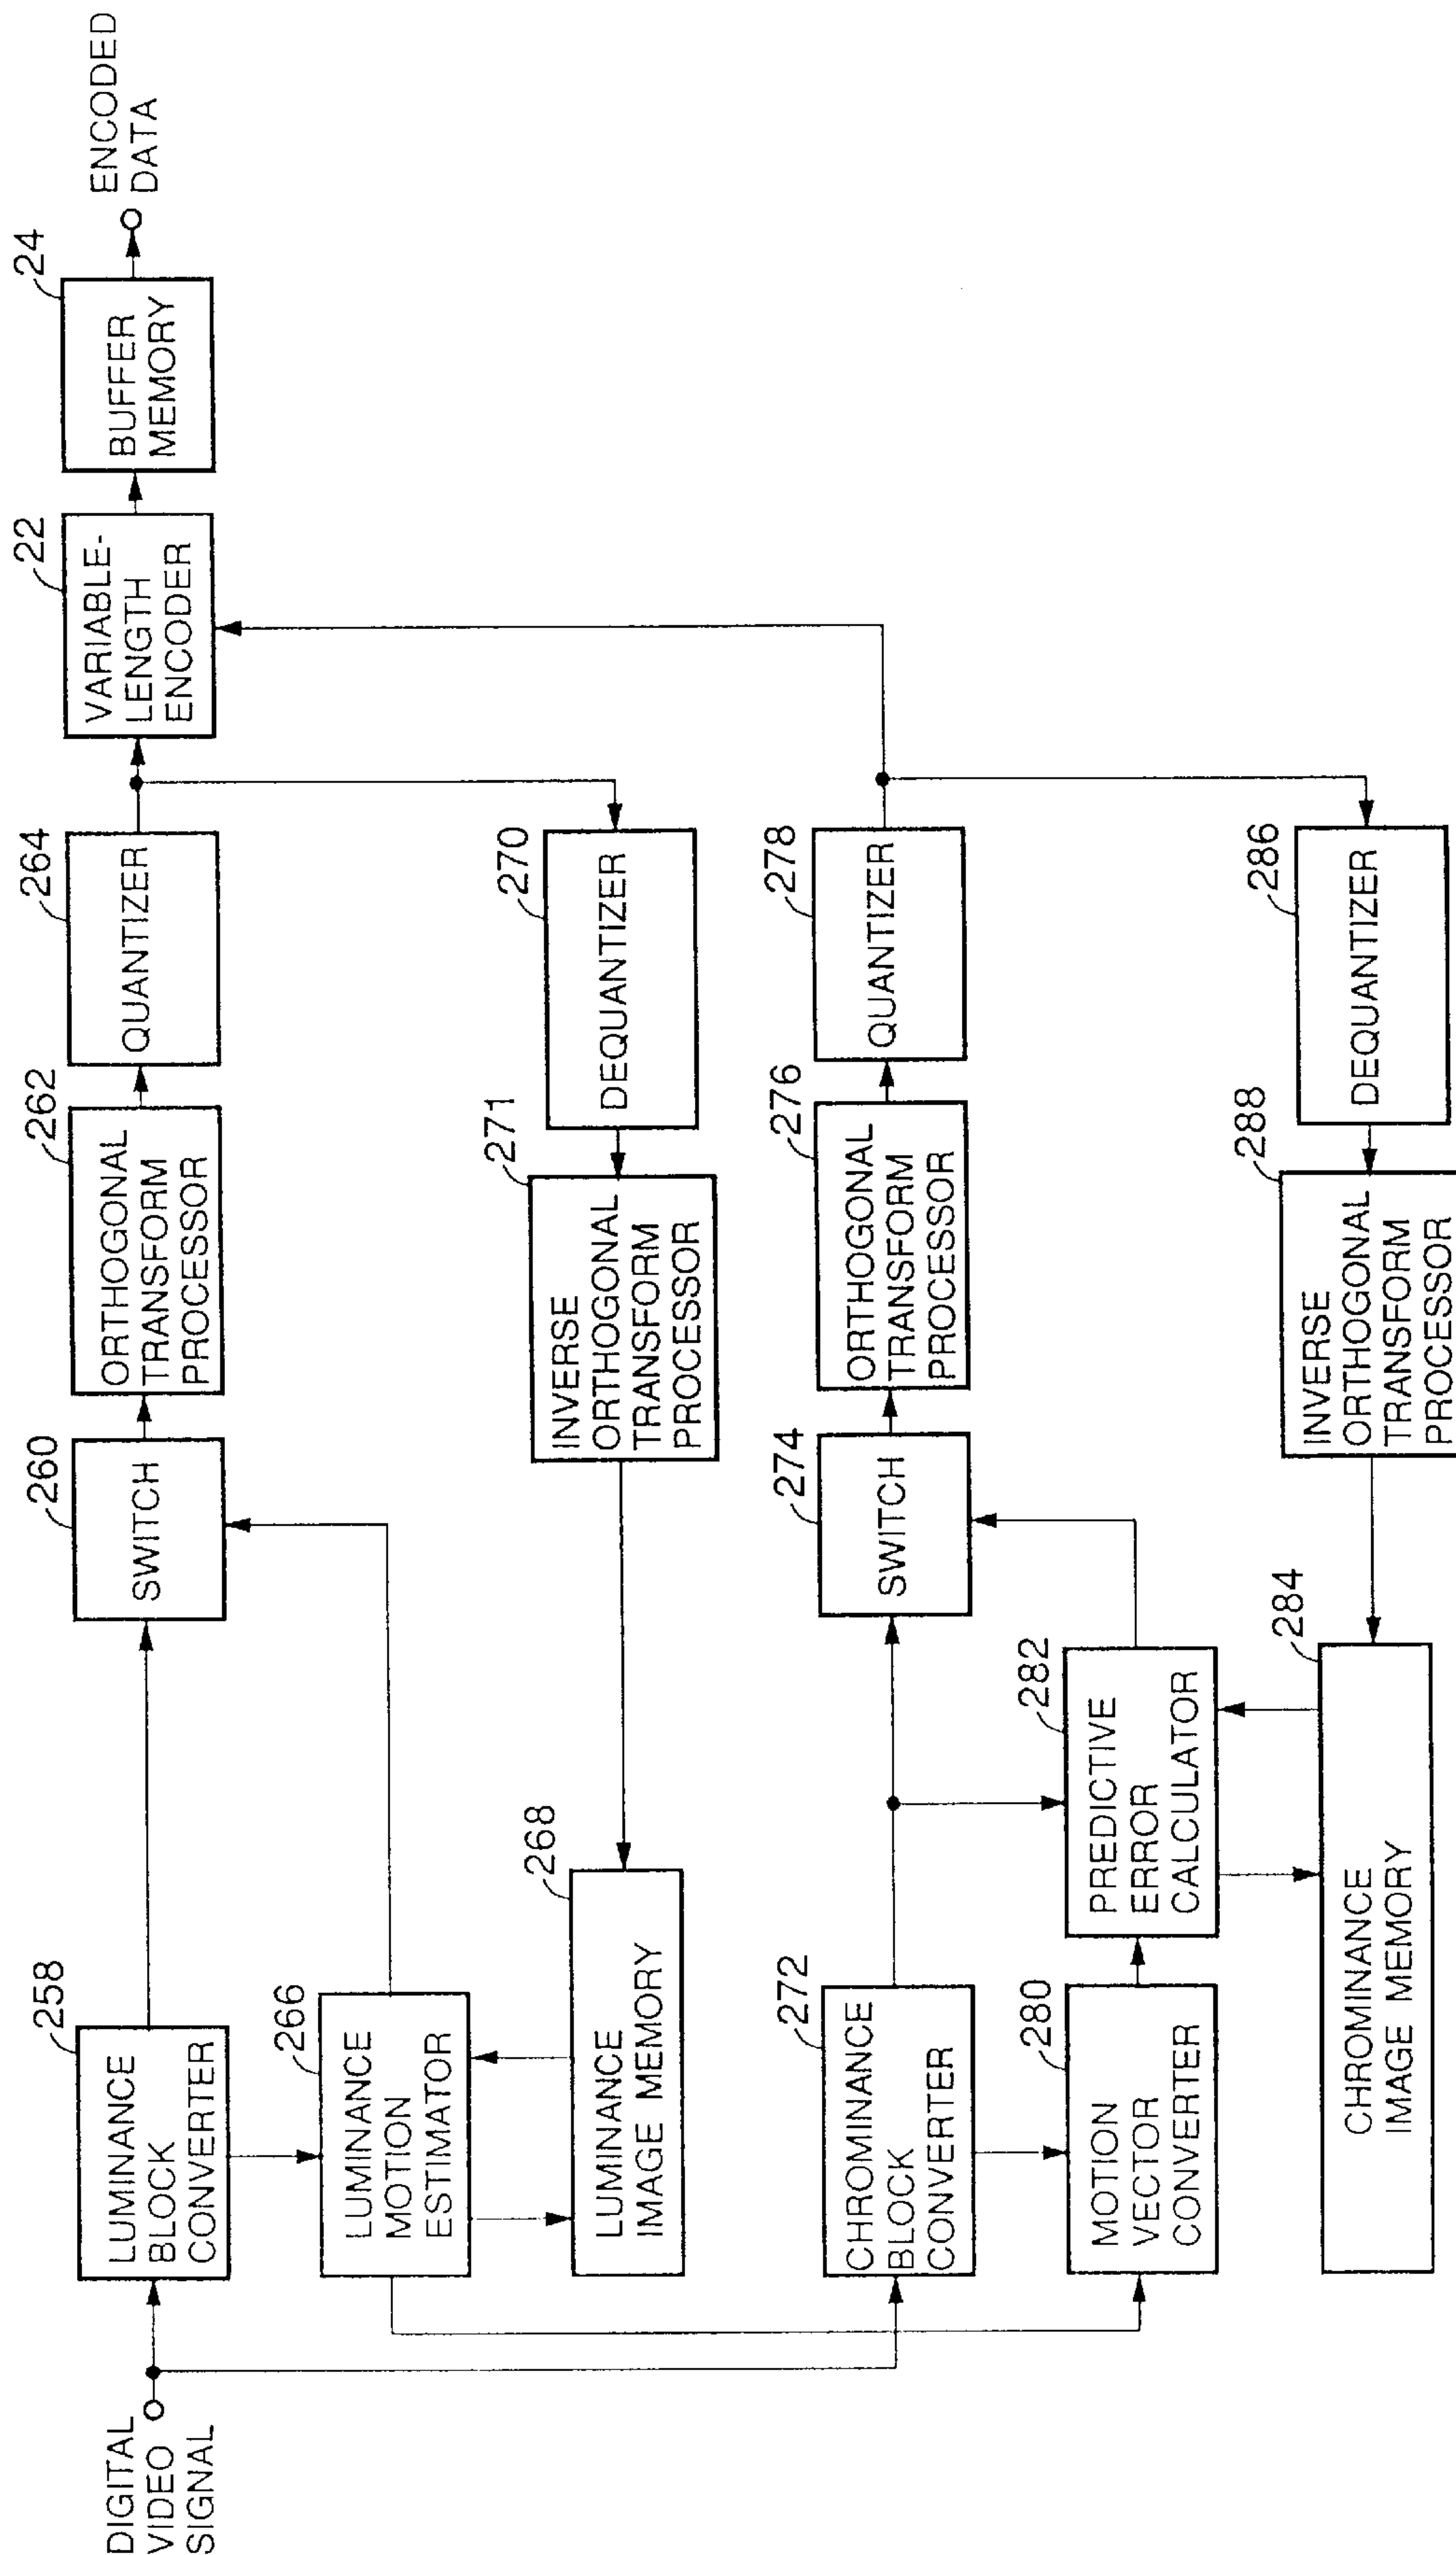 DIGITAL
VIDEO
SIGNAL
258
LUMINANCE
BLOCK
CONVERTER
260
SWITCH
262
ORTHOGONAL
TRANSFORM
PROCESSOR
264
QUANTIZER
22
VARIABLE-
LENGTH
ENCODER
24
BUFFER
MEMORY
ENCODED
DATA
266
LUMINANCE
MOTION
ESTIMATOR
268
LUMINANCE
IMAGE MEMORY
271
INVERSE
ORTHOGONAL
TRANSFORM
PROCESSOR
270
DEQUANTIZER
272
CHROMINANCE
BLOCK
CONVERTER
274
SWITCH
276
ORTHOGONAL
TRANSFORM
PROCESSOR
278
QUANTIZER
280
MOTION
VECTOR
CONVERTER
282
PREDICTIVE
ERROR
CALCULATOR
284
CHROMINANCE
IMAGE MEMORY
288
INVERSE
ORTHOGONAL
TRANSFORM
PROCESSOR
286
DEQUANTIZER